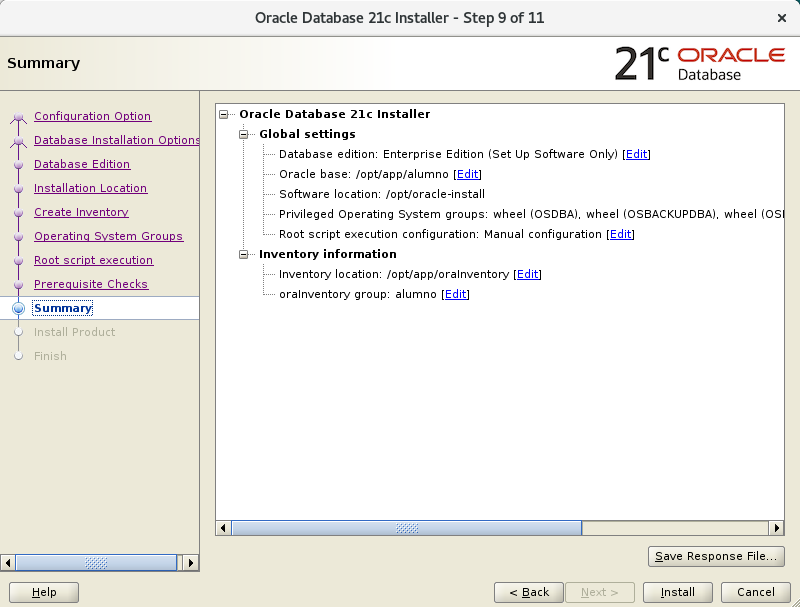 Oracle Database 21c Installer - Step 9 of 11
Summary
21c ORACLE
Database
Configuration Option
Database Installation Options
Database Edition
Installation Location
Create Inventory
Operating System Groups
Root script execution
Prerequisite Checks
Summary
Install Product
Finish
Oracle Database 21c Installer
Global settings
Database edition: Enterprise Edition (Set Up Software Only) [Edit]
Oracle base: /opt/app/alumno [Edit]
Software location: /opt/oracle-install
Privileged Operating System groups: wheel (OSDBA), wheel (OSBACKUPDBA), wheel (OSI
Root script execution configuration: Manual configuration [Edit]
Inventory information
Inventory location: /opt/app/oraInventory [Edit]
oraInventory group: alumno [Edit]
Save Response File...
Help
< Back
Next >
Install
Cancel